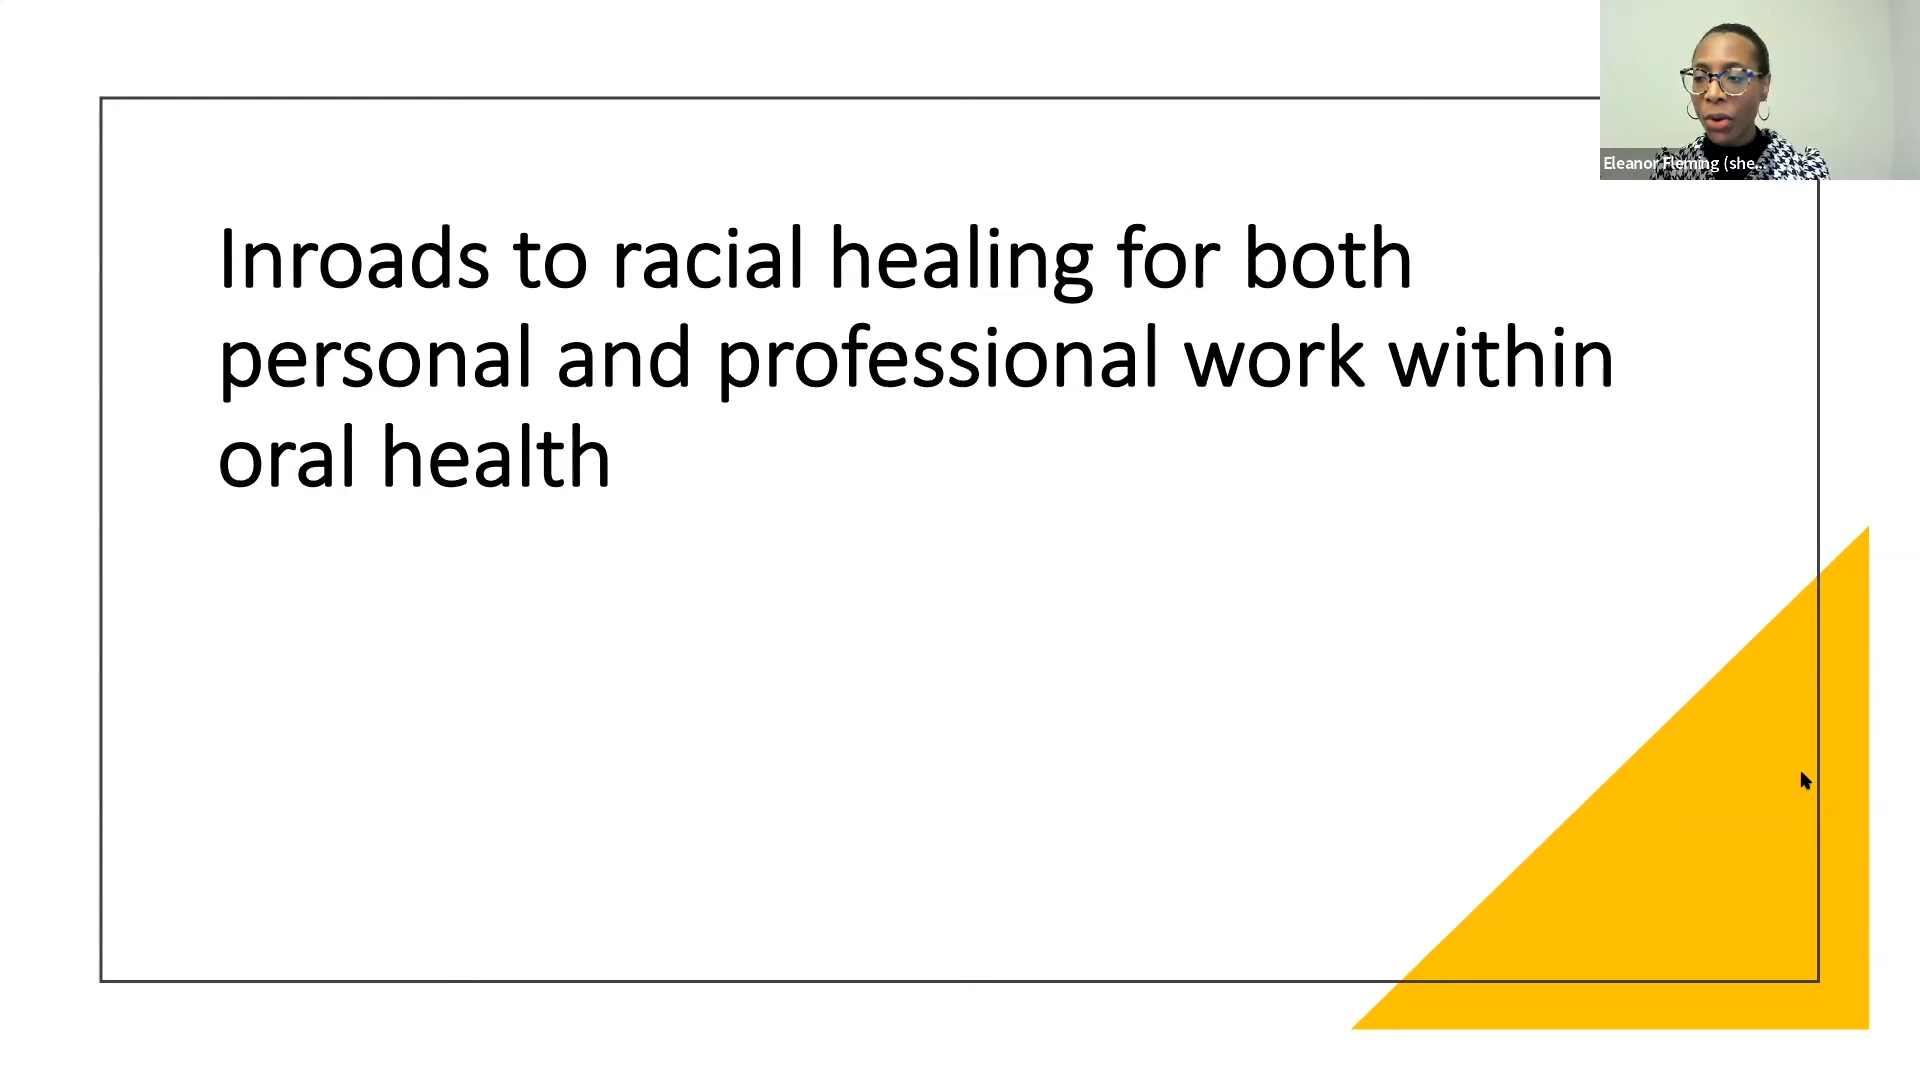 Inroads to racial healing for both
personal and professional work within
oral health
Eleanor Fleming (she...